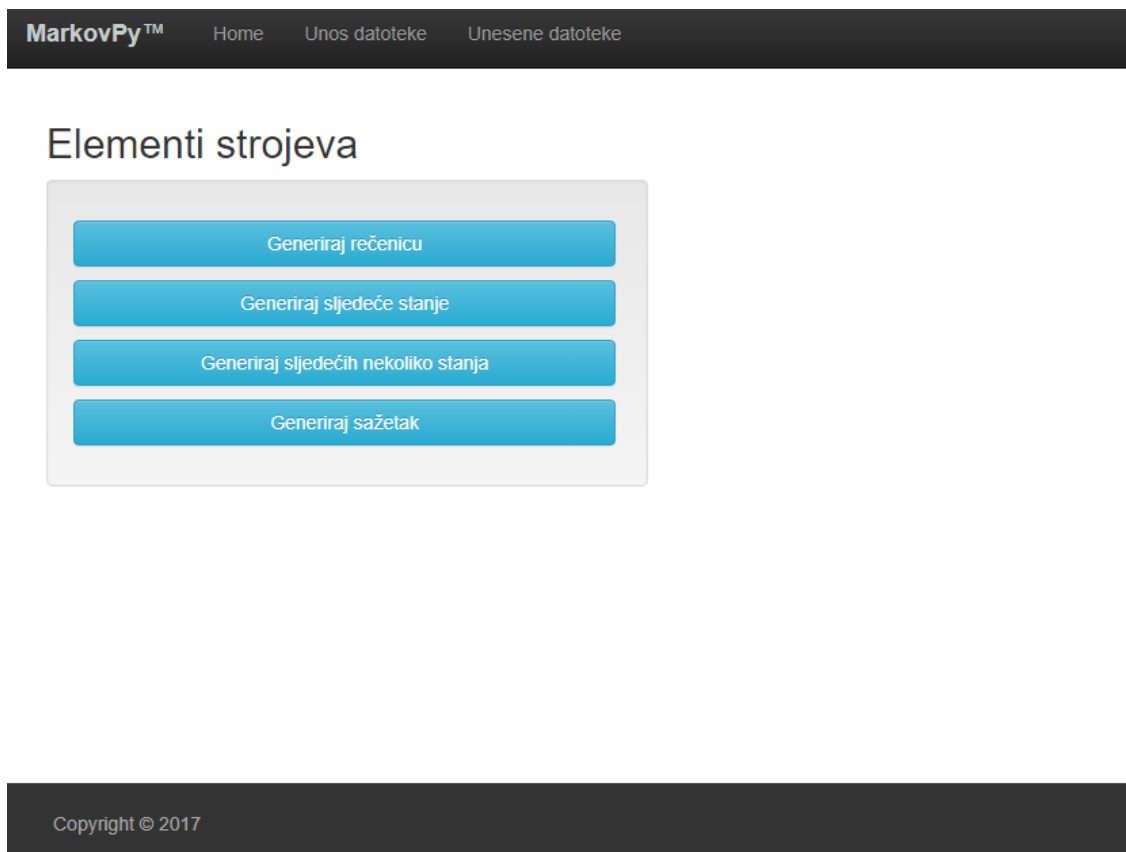 MarkovPy™ Home Unos datoteke Unesene datoteke
Elementi strojeva
Generiraj rečenicu
Generiraj sljedeće stanje
Generiraj sljedećih nekoliko stanja
Generiraj sažetak
Copyright © 2017